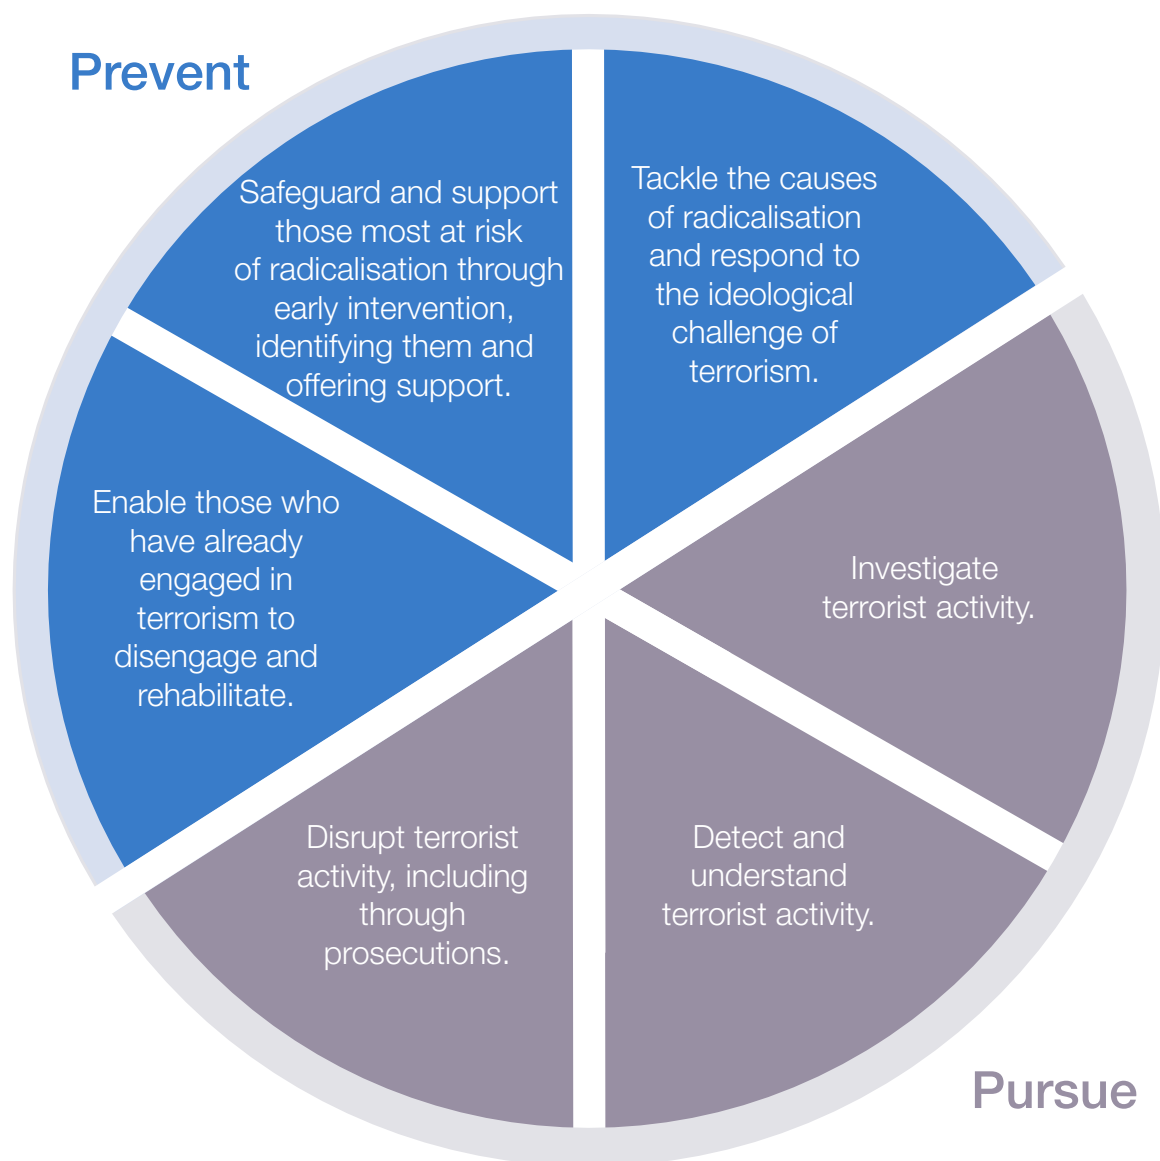 Prevent
Safeguard and support
those most at risk
of radicalisation through
early intervention,
identifying them and
offering support.
Tackle the causes
of radicalisation
and respond to
the ideological
challenge of
terrorism.
Enable those who
have already
engaged in
terrorism to
disengage and
rehabilitate.
Investigate
terrorist activity.
Disrupt terrorist
activity, including
through
prosecutions.
Detect and
understand
terrorist activity.
Pursue